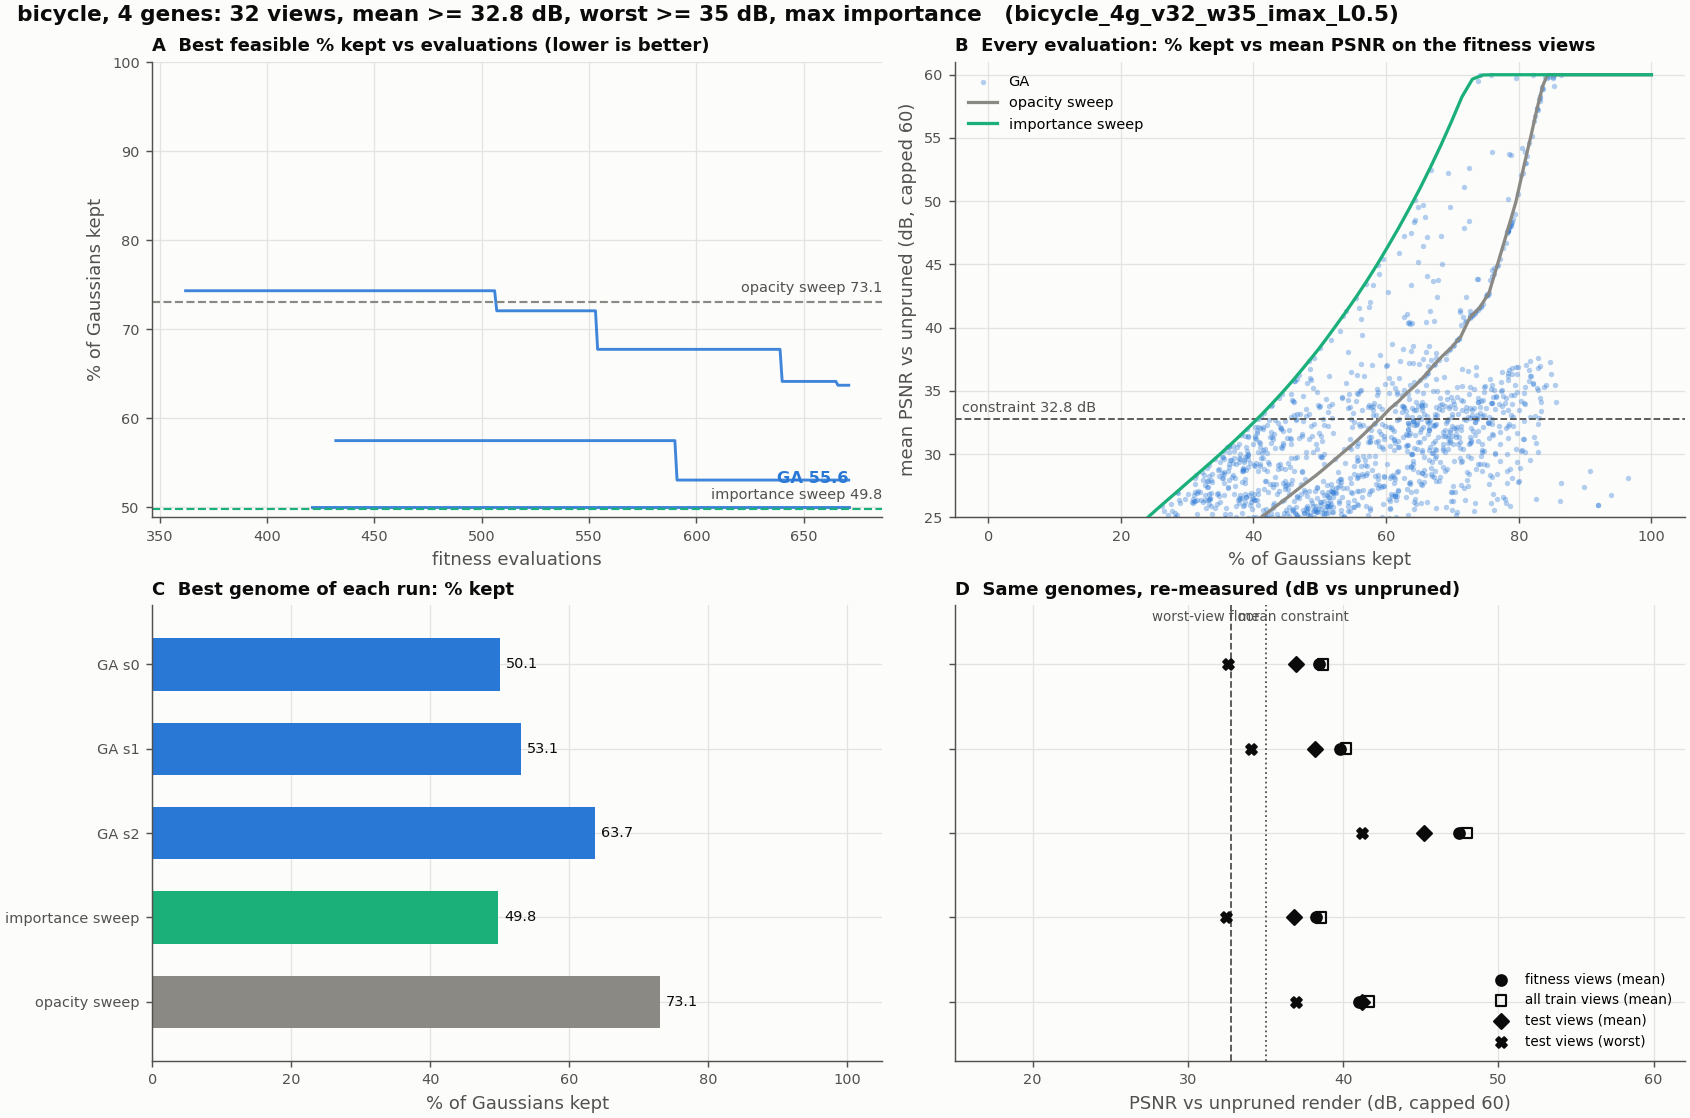 bicycle, 4 genes: 32 views, mean >= 32.8 dB, worst >= 35 dB, max importance   (bicycle_4g_v32_w35_imax_L0.5)
A  Best feasible % kept vs evaluations (lower is better)
100
90
80
70
60
50
% of Gaussians kept
opacity sweep 73.1
GA 55.6
importance sweep 49.8
350 400 450 500 550 600 650
fitness evaluations
B  Every evaluation: % kept vs mean PSNR on the fitness views
60
55
50
45
40
35
30
25
mean PSNR vs unpruned (dB, capped 60)
GA
opacity sweep
importance sweep
constraint 32.8 dB
0 20 40 60 80 100
% of Gaussians kept
C  Best genome of each run: % kept
GA s0 50.1
GA s1 53.1
GA s2 63.7
importance sweep 49.8
opacity sweep 73.1
0 20 40 60 80 100
% of Gaussians kept
D  Same genomes, re-measured (dB vs unpruned)
worst-view floor
mean constraint
fitness views (mean)
all train views (mean)
test views (mean)
test views (worst)
20 30 40 50 60
PSNR vs unpruned render (dB, capped 60)